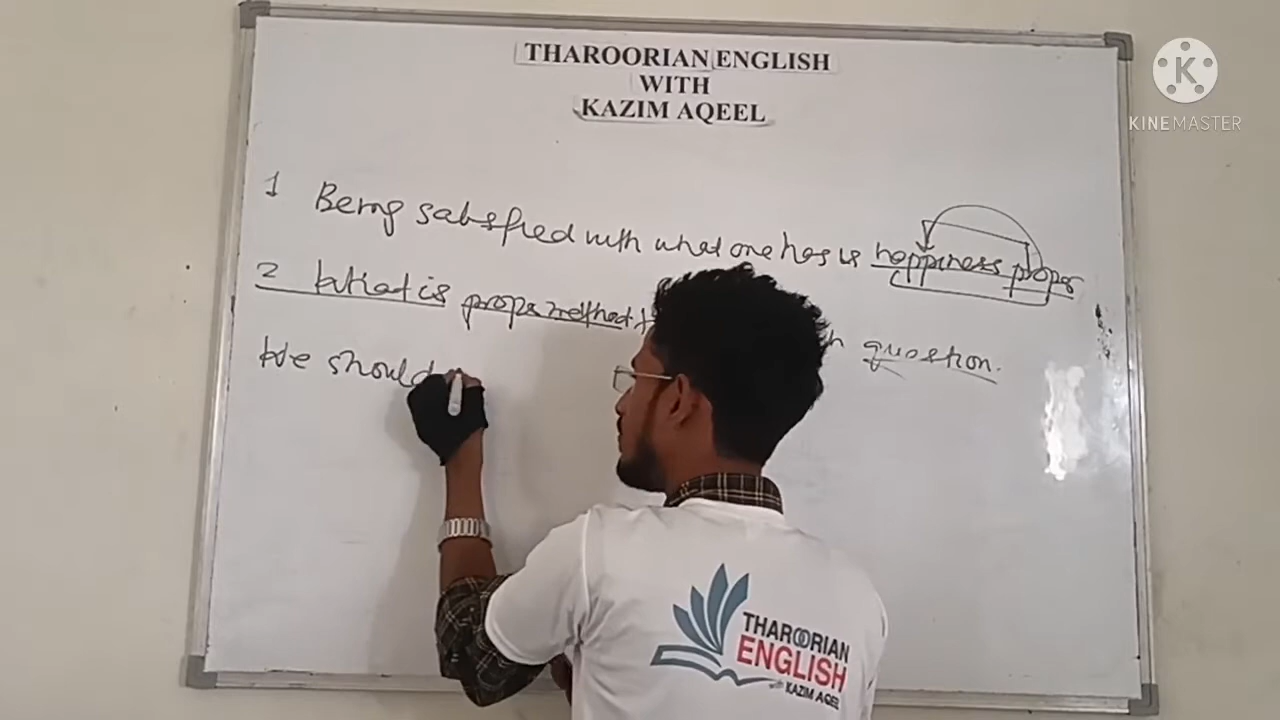 THAROORIAN ENGLISH
WITH
KAZIM AQEEL
KINEMASTER
1 Being satisfied with what one has is happiness proper
2 What is proper method question.
We should
THAROORIAN
ENGLISH
with KAZIM AQEEL